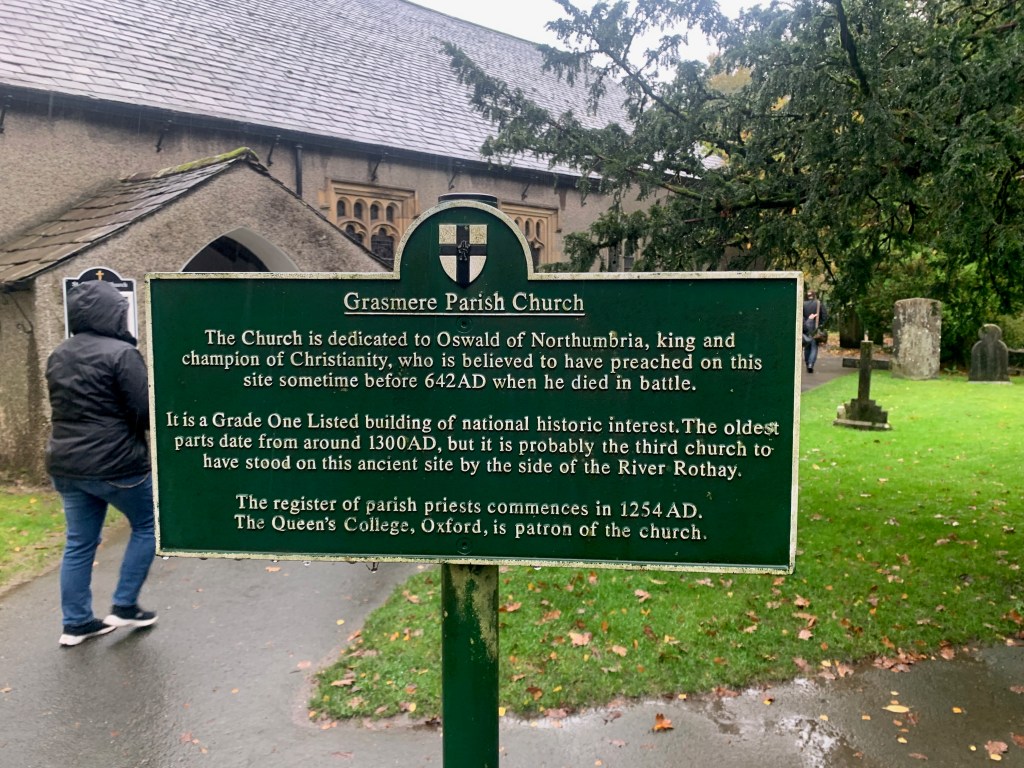 Grasmere Parish Church
The Church is dedicated to Oswald of Northumbria, king and
champion of Christianity, who is believed to have preached on this
site sometime before 642AD when he died in battle.
It is a Grade One Listed building of national historic interest. The oldest
parts date from around 1300AD, but it is probably the third church to
have stood on this ancient site by the side of the River Rothay.
The register of parish priests commences in 1254AD.
The Queen's College, Oxford, is patron of the church.